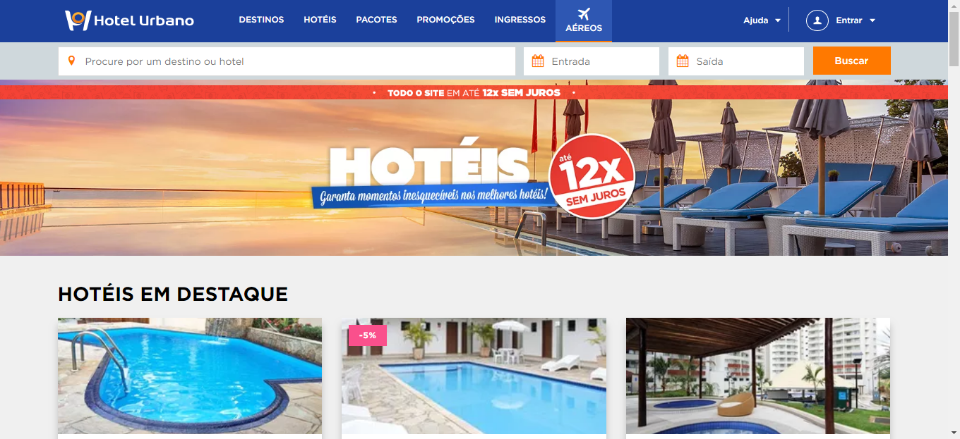 Hotel Urbano
DESTINOS HOTÉIS PACOTES PROMOÇÕES INGRESSOS AÉREOS
Ajuda Entrar
Procure por um destino ou hotel
Entrada
Saída
Buscar
• TODO O SITE EM ATÉ 12x SEM JUROS •
HOTÉIS
Garanta momentos inesquecíveis nos melhores hotéis!
até
12x
SEM JUROS
HOTÉIS EM DESTAQUE
-5%